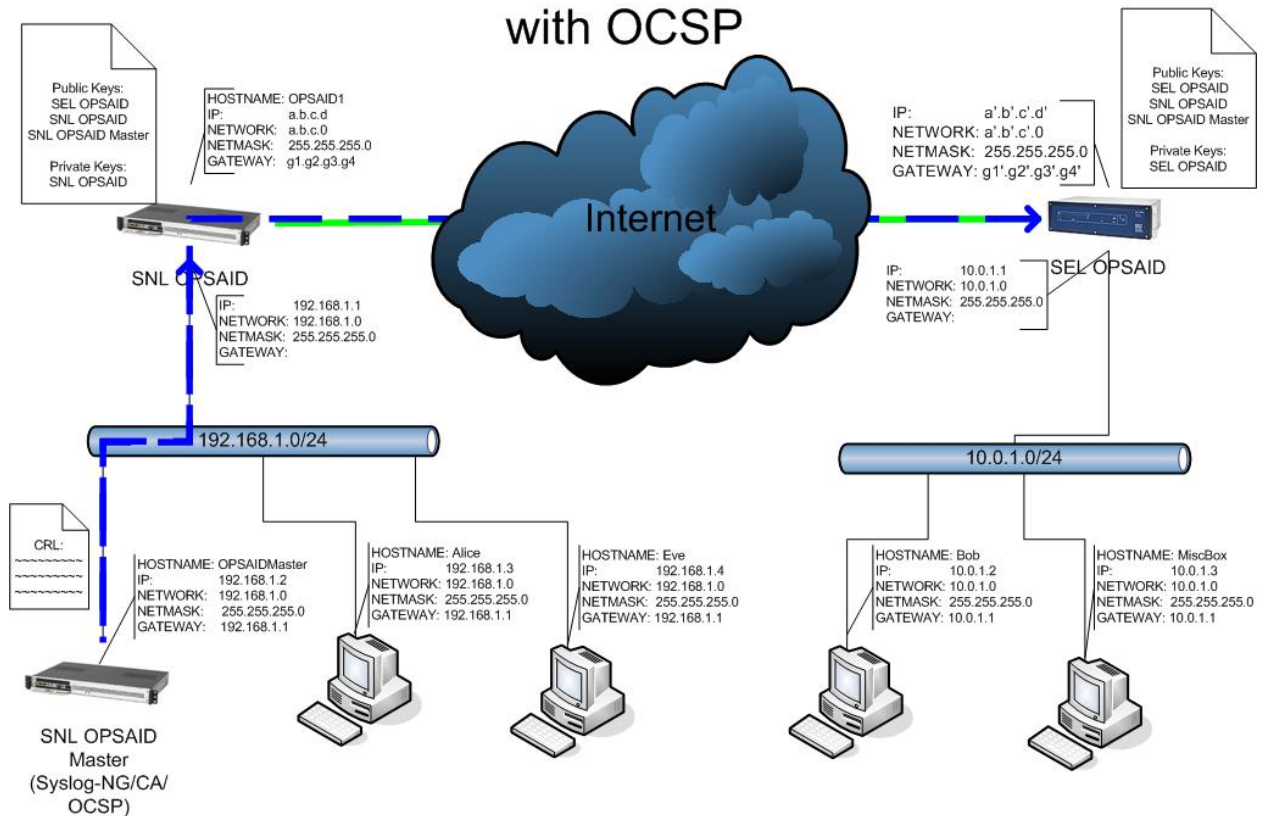 with OCSP
Public Keys:
SEL OPSAID
SNL OPSAID
SNL OPSAID Master
Private Keys:
SNL OPSAID
HOSTNAME: OPSAID1
IP: a.b.c.d
NETWORK: a.b.c.0
NETMASK: 255.255.255.0
GATEWAY: g1.g2.g3.g4
Internet
IP: a'.b'.c'.d'
NETWORK: a'.b'.c'.0
NETMASK: 255.255.255.0
GATEWAY: g1'.g2'.g3'.g4'
Public Keys:
SEL OPSAID
SNL OPSAID
SNL OPSAID Master
Private Keys:
SEL OPSAID
SNL OPSAID
IP: 192.168.1.1
NETWORK: 192.168.1.0
NETMASK: 255.255.255.0
GATEWAY:
SEL OPSAID
IP: 10.0.1.1
NETWORK: 10.0.1.0
NETMASK: 255.255.255.0
GATEWAY:
192.168.1.0/24
10.0.1.0/24
CRL:
~~~~~~~~~
~~~~~~~~~
~~~~~~~~~
HOSTNAME: OPSAIDMaster
IP: 192.168.1.2
NETWORK: 192.168.1.0
NETMASK: 255.255.255.0
GATEWAY: 192.168.1.1
HOSTNAME: Alice
IP: 192.168.1.3
NETWORK: 192.168.1.0
NETMASK: 255.255.255.0
GATEWAY: 192.168.1.1
HOSTNAME: Eve
IP: 192.168.1.4
NETWORK: 192.168.1.0
NETMASK: 255.255.255.0
GATEWAY: 192.168.1.1
HOSTNAME: Bob
IP: 10.0.1.2
NETWORK: 10.0.1.0
NETMASK: 255.255.255.0
GATEWAY: 10.0.1.1
HOSTNAME: MiscBox
IP: 10.0.1.3
NETWORK: 10.0.1.0
NETMASK: 255.255.255.0
GATEWAY: 10.0.1.1
SNL OPSAID
Master
(Syslog-NG/CA/
OCSP)